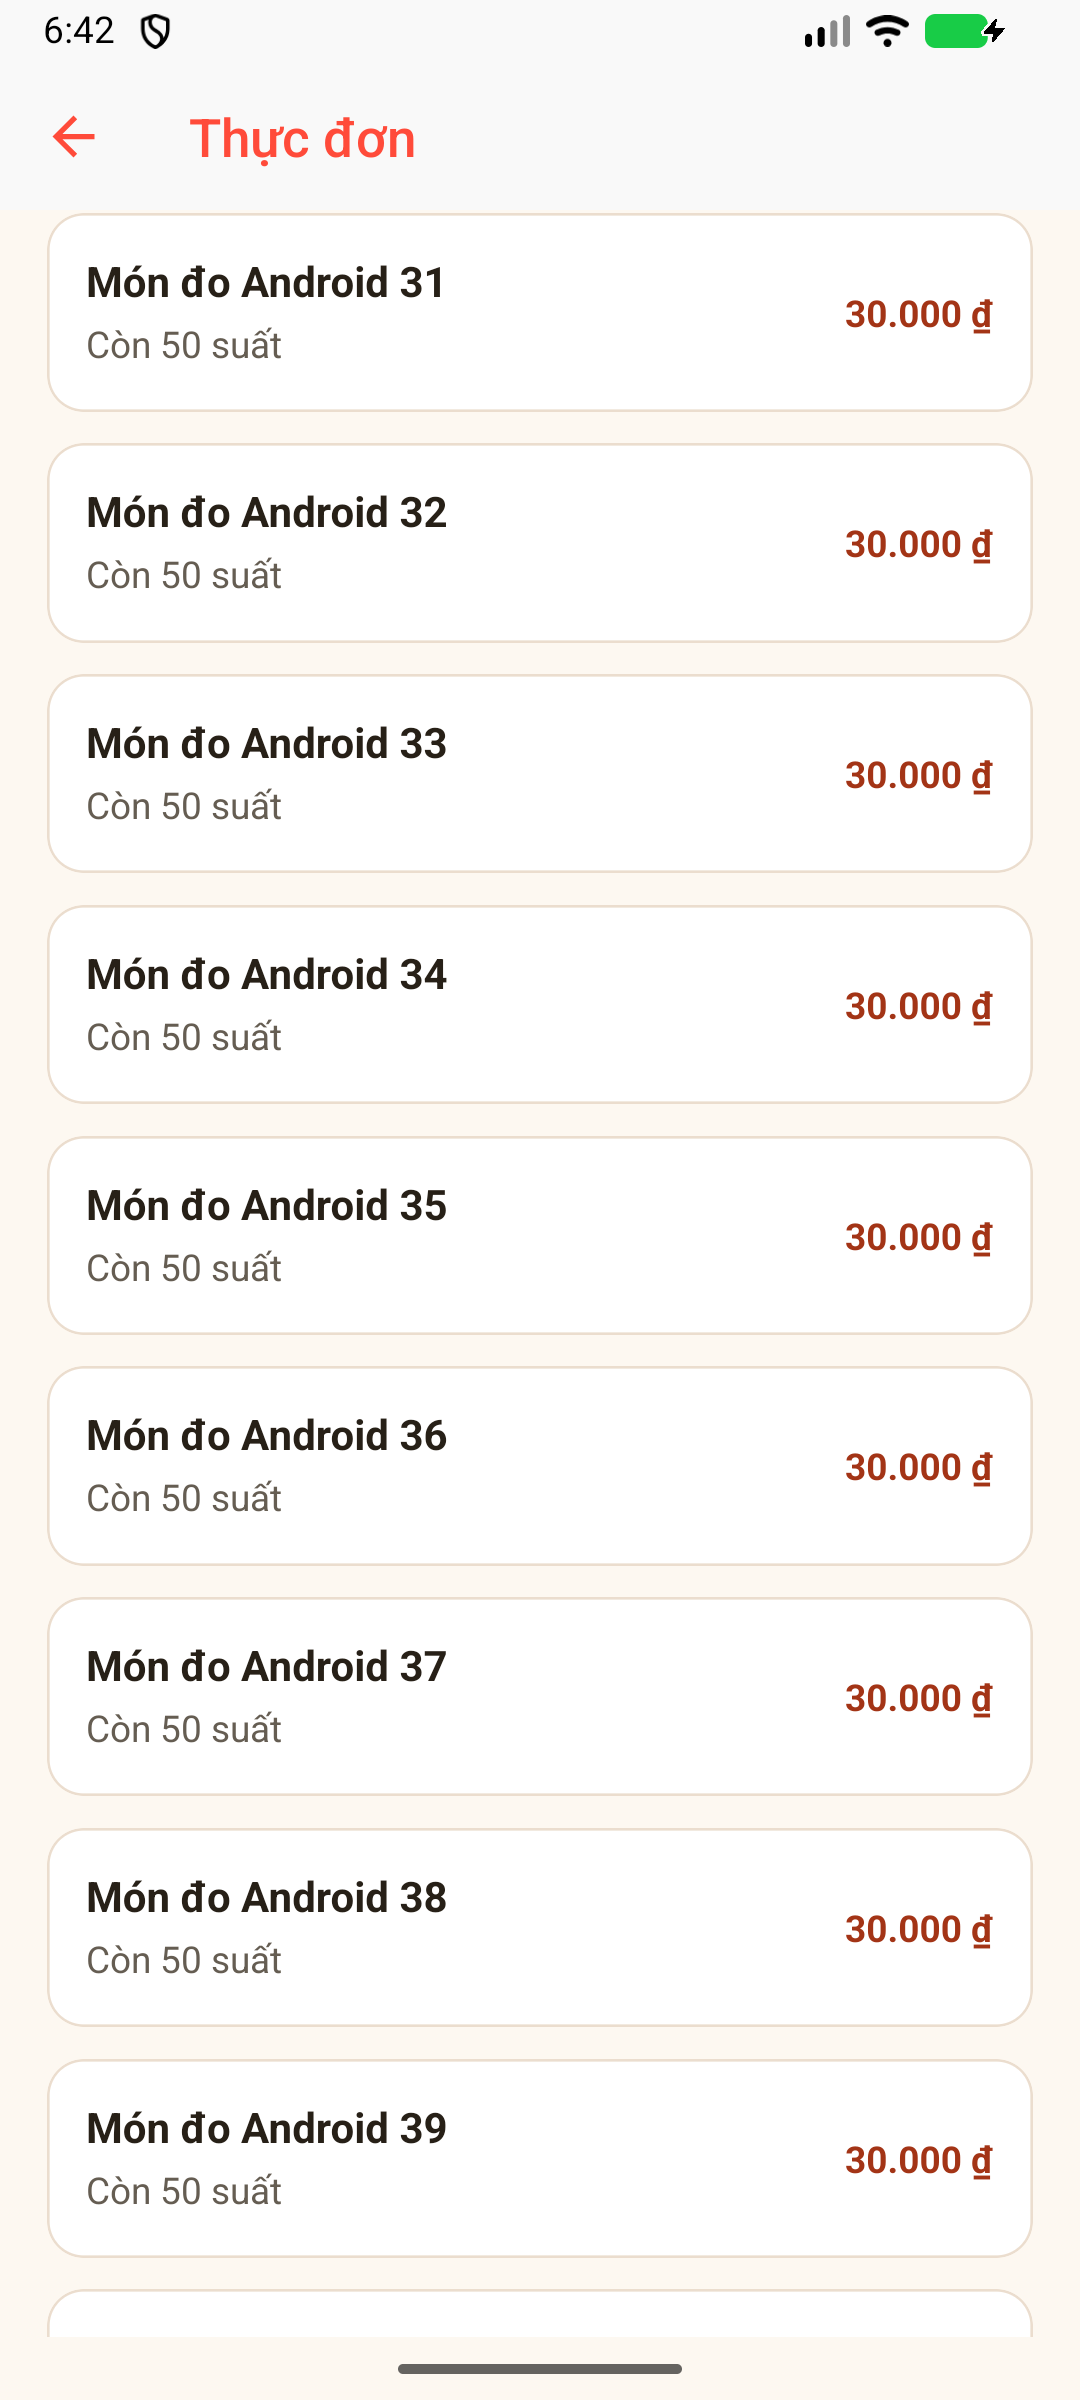 6:42
Thực đơn
Món đo Android 31
Còn 50 suất
30.000 ₫
Món đo Android 32
Còn 50 suất
30.000 ₫
Món đo Android 33
Còn 50 suất
30.000 ₫
Món đo Android 34
Còn 50 suất
30.000 ₫
Món đo Android 35
Còn 50 suất
30.000 ₫
Món đo Android 36
Còn 50 suất
30.000 ₫
Món đo Android 37
Còn 50 suất
30.000 ₫
Món đo Android 38
Còn 50 suất
30.000 ₫
Món đo Android 39
Còn 50 suất
30.000 ₫